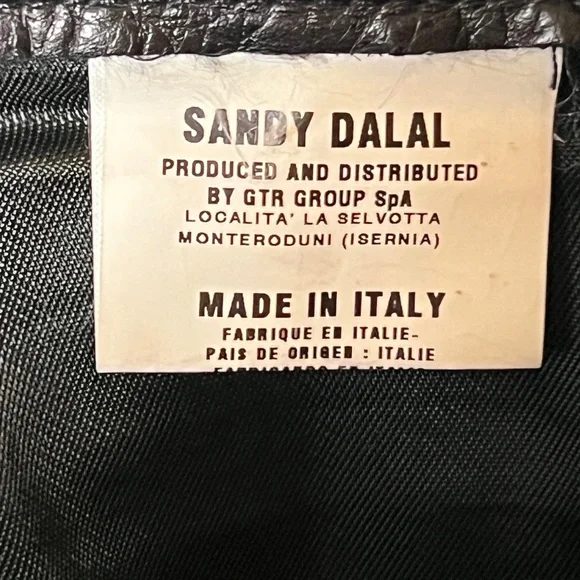 SANDY DALAL
PRODUCED AND DISTRIBUTED
BY GTR GROUP SpA
LOCALITA' LA SELVOTTA
MONTERODUNI (ISERNIA)
MADE IN ITALY
FABRIQUE EN ITALIE-
PAIS DE ORIGEN : ITALIE